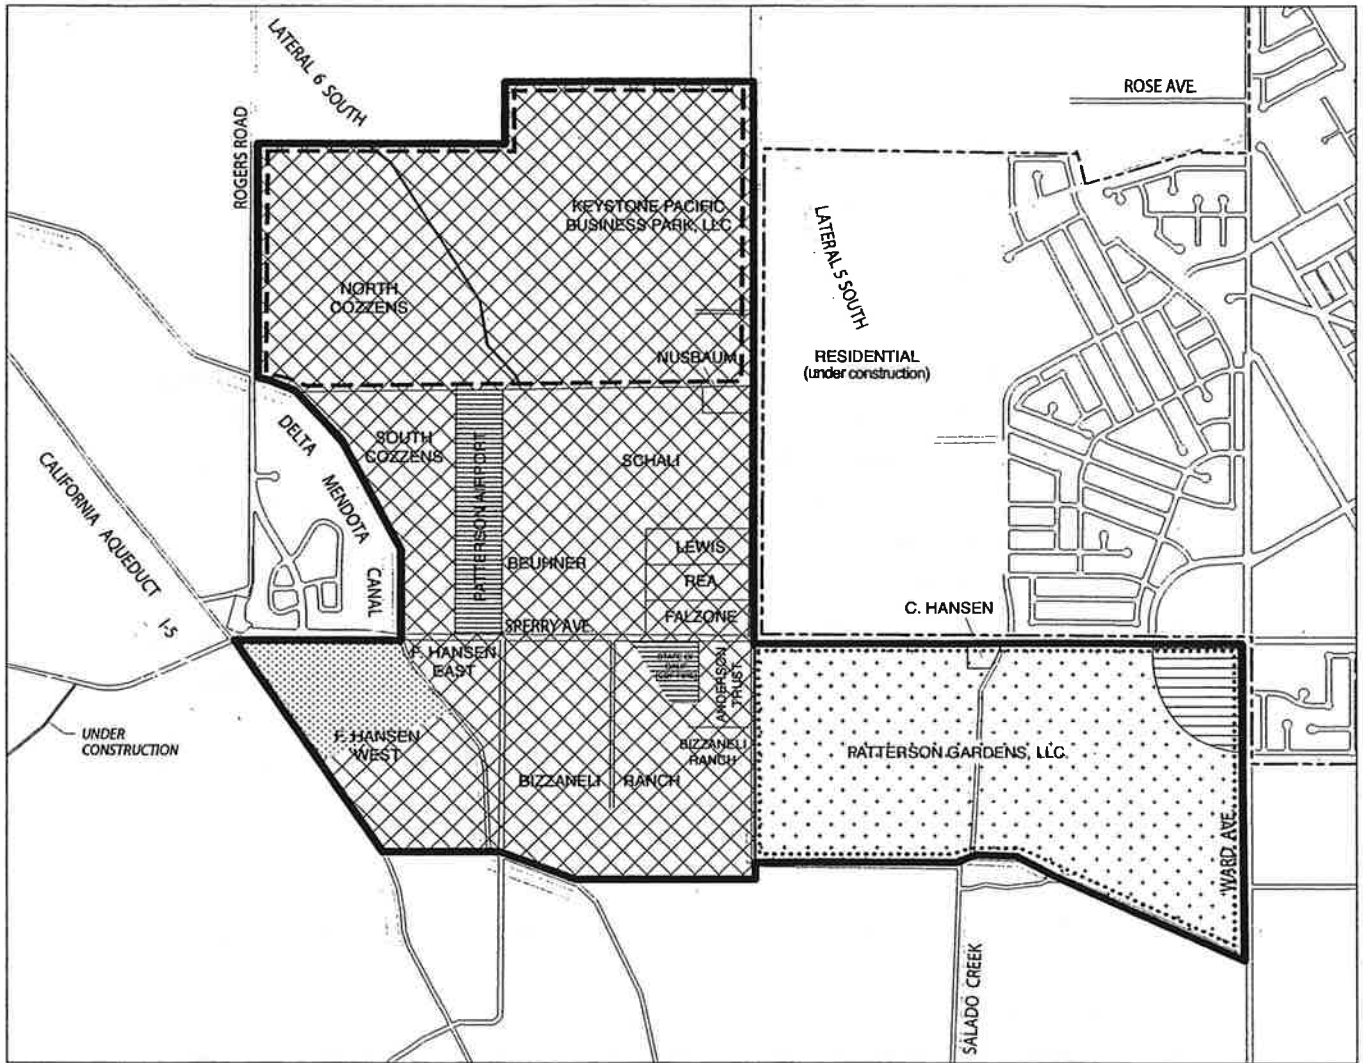 LATERAL 6 SOUTH
ROSE AVE.
ROGERS ROAD
KEYSTONE PACIFIC
BUSINESS PARK, LLC
LATERAL 5 SOUTH
NORTH
COZZENS
NUSBAUM
RESIDENTIAL
(under construction)
DELTA
MENDOTA
CANAL
SOUTH
COZZENS
PATTERSON AIRPORT
SCHALI
CALIFORNIA AQUEDUCT
I-5
BEUHNER
LEWIS
REA
FALZONE
C. HANSEN
SPERRY AVE.
F. HANSEN
EAST
STATE OF
ANDERSON
TRUST
UNDER
CONSTRUCTION
F. HANSEN
WEST
BIZZANELI
RANCH
BIZZANELI RANCH
PATTERSON GARDENS, LLC.
WARD AVE.
SALADO CREEK